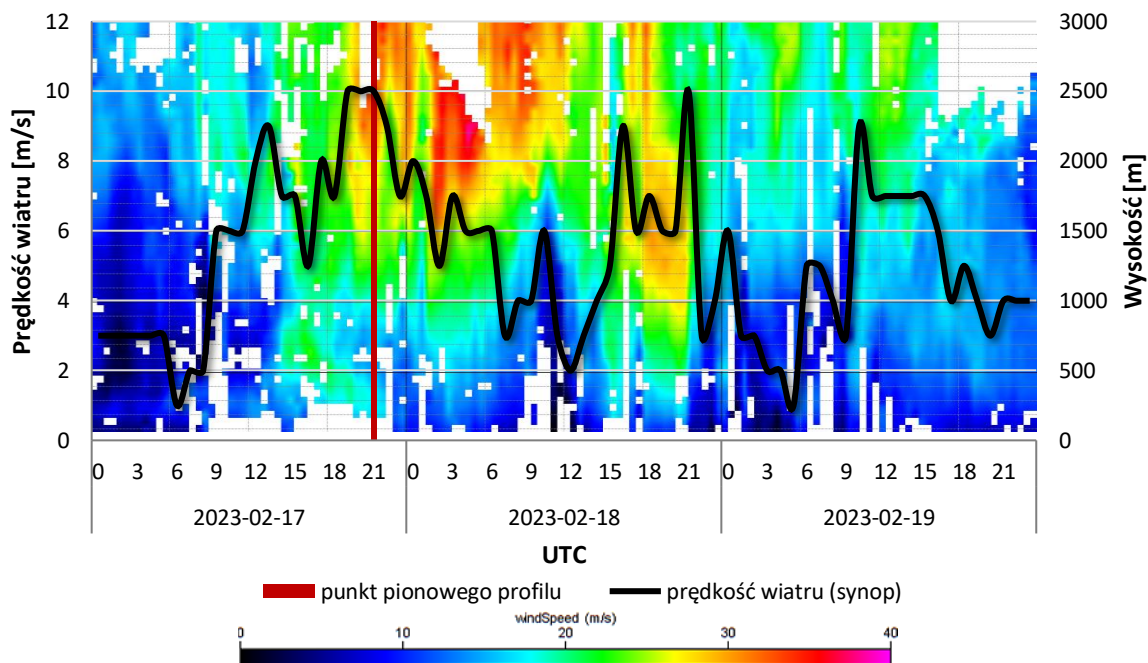 Prędkość wiatru [m/s]
12
10
8
6
4
2
0
Wysokość [m]
3000
2500
2000
1500
1000
500
0
0 3 6 9 12 15 18 21 0 3 6 9 12 15 18 21 0 3 6 9 12 15 18 21
2023-02-17 2023-02-18 2023-02-19
UTC
punkt pionowego profilu prędkość wiatru (synop)
windSpeed (m/s)
0 10 20 30 40